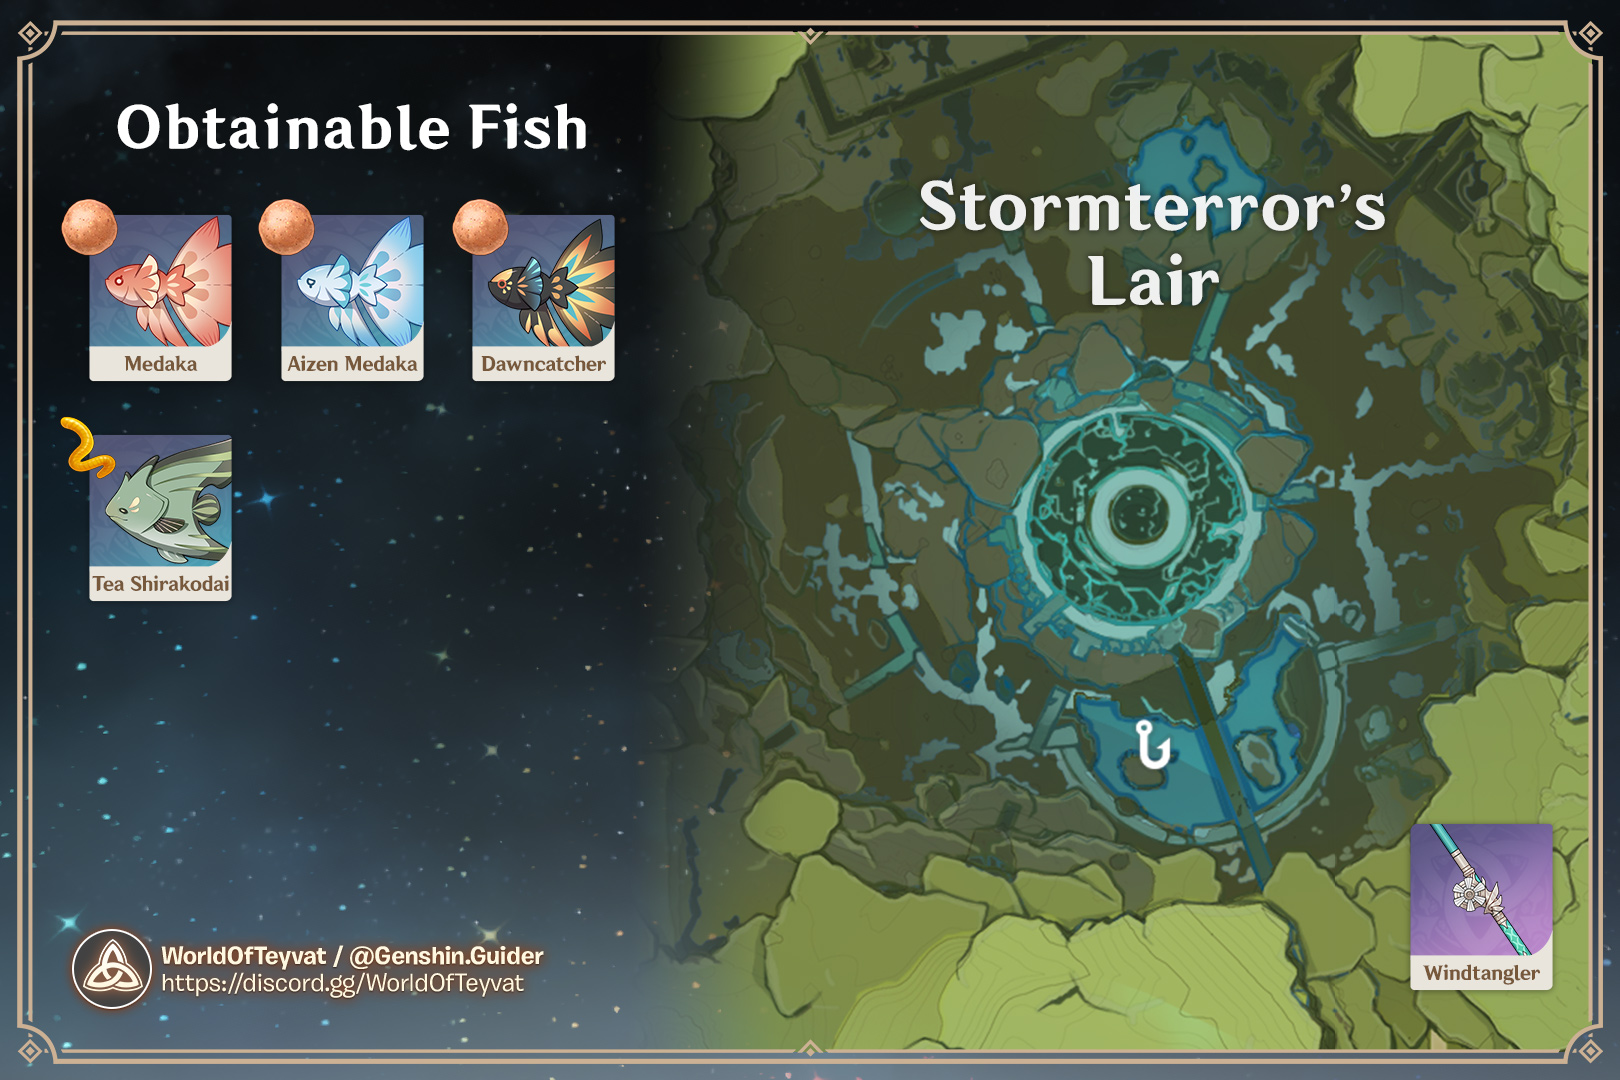 Obtainable Fish
Medaka
Aizen Medaka
Dawncatcher
Tea Shirakodai
Stormterror's
Lair
Windtangler
WorldOfTeyvat / @Genshin.Guider
https://discord.gg/WorldOfTeyvat